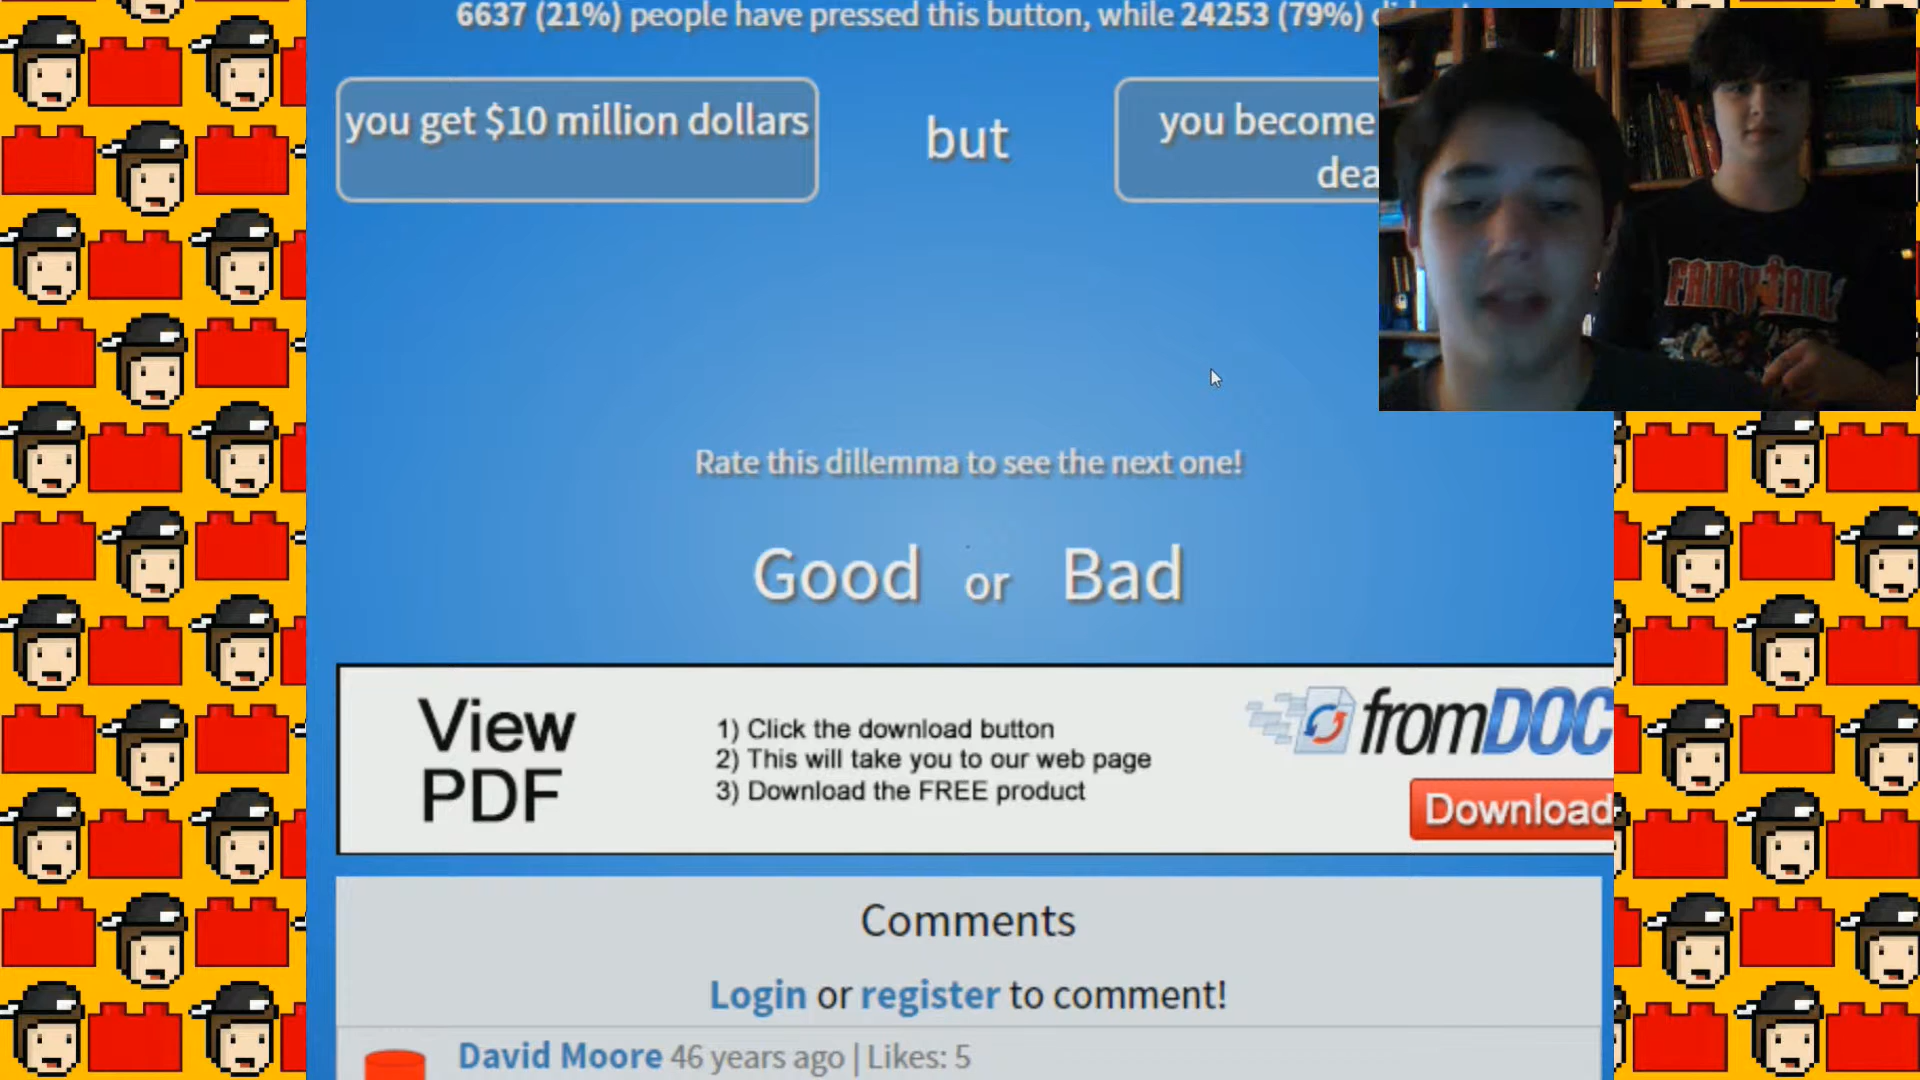 6637 (21%) people have pressed this button, while 24253 (79%)
you get $10 million dollars
but
you become
FAIRY TAIL
Rate this dillemma to see the next one!
Good or Bad
View
PDF
1) Click the download button
2) This will take you to our web page
3) Download the FREE product
fromDOC
Download
Comments
Login or register to comment!
David Moore 46 years ago | Likes: 5